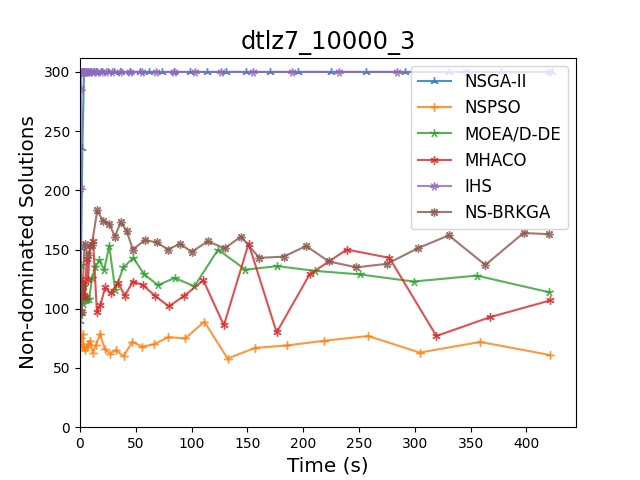 dtlz7_10000_3
Non-dominated Solutions
300
250
200
150
100
50
0
NSGA-II
NSPSO
MOEA/D-DE
MHACO
IHS
NS-BRKGA
0 50 100 150 200 250 300 350 400
Time (s)